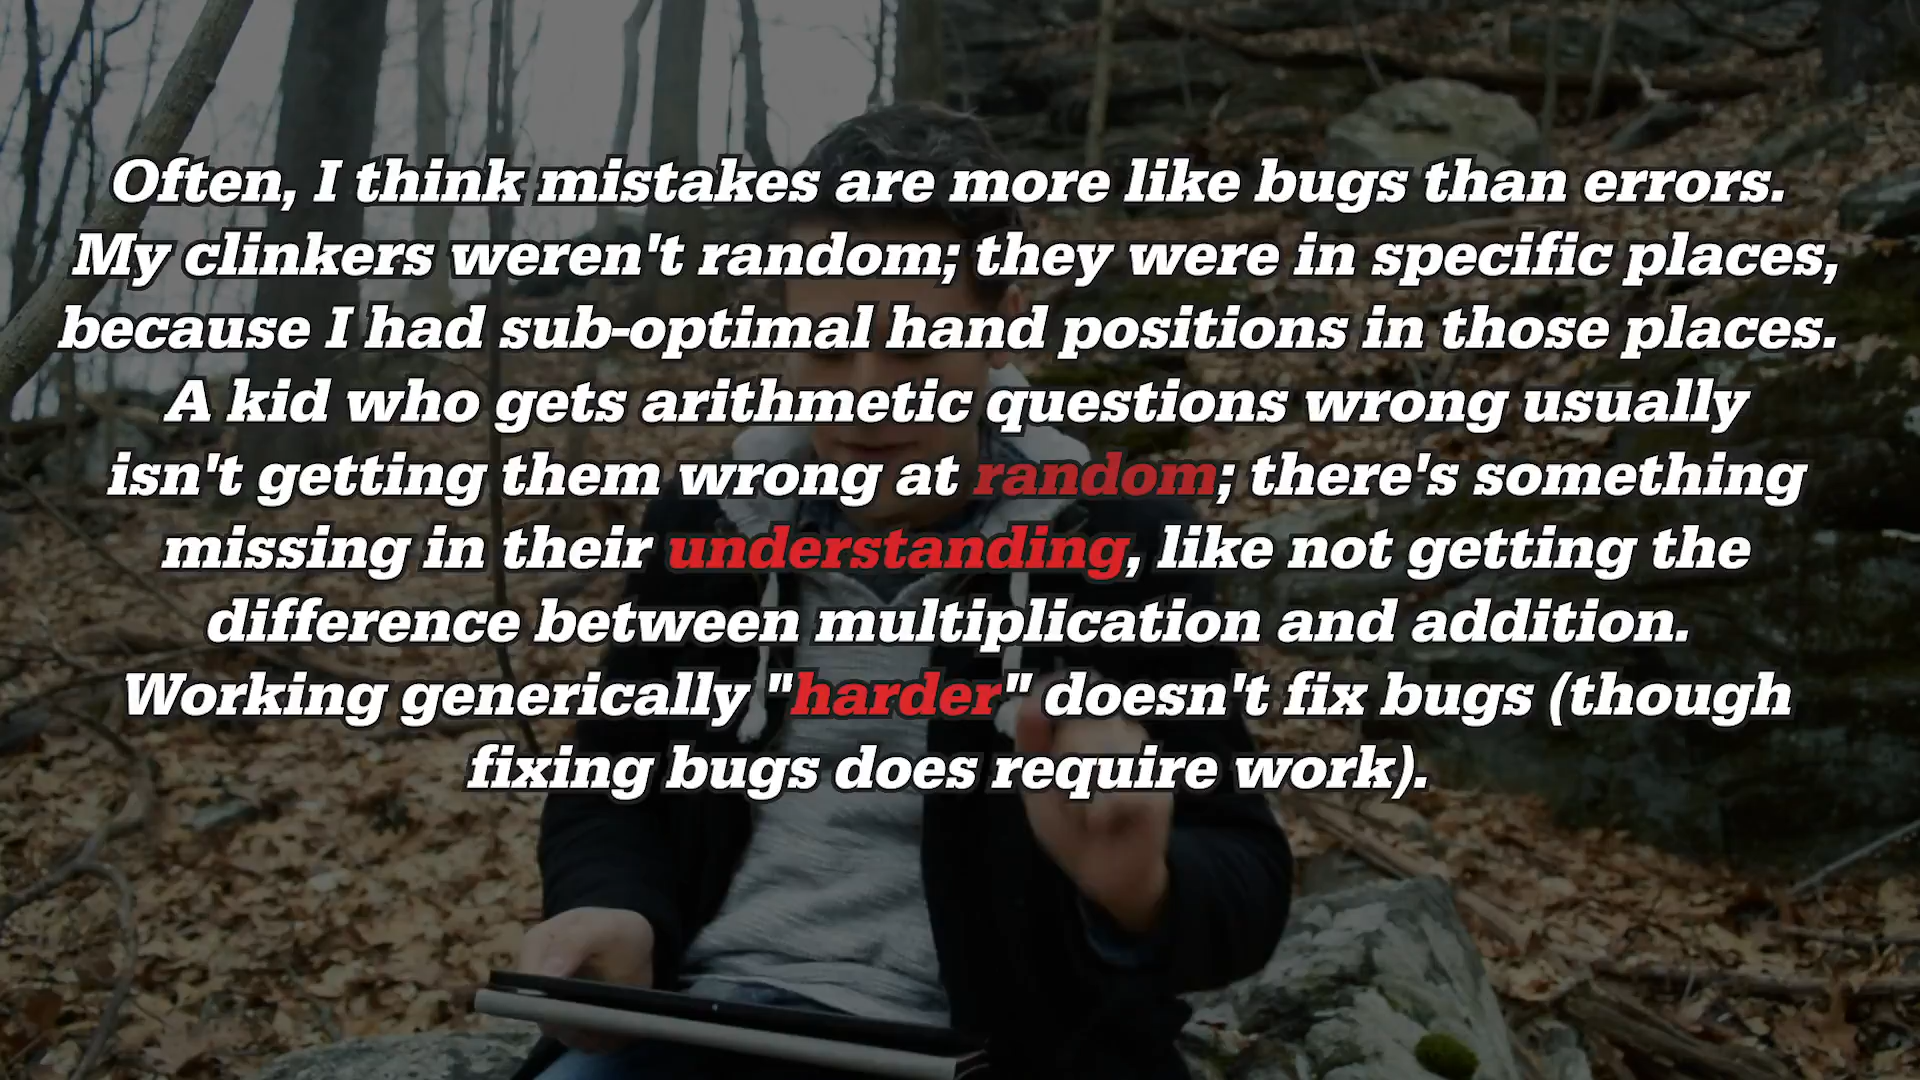 Often, I think mistakes are more like bugs than errors.
My clinkers weren't random; they were in specific places,
because I had sub-optimal hand positions in those places.
A kid who gets arithmetic questions wrong usually
isn't getting them wrong at random; there's something
missing in their understanding, like not getting the
difference between multiplication and addition.
Working generically "harder" doesn't fix bugs (though
fixing bugs does require work).